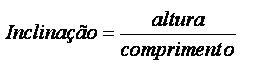 Inclinação = altura
comprimento